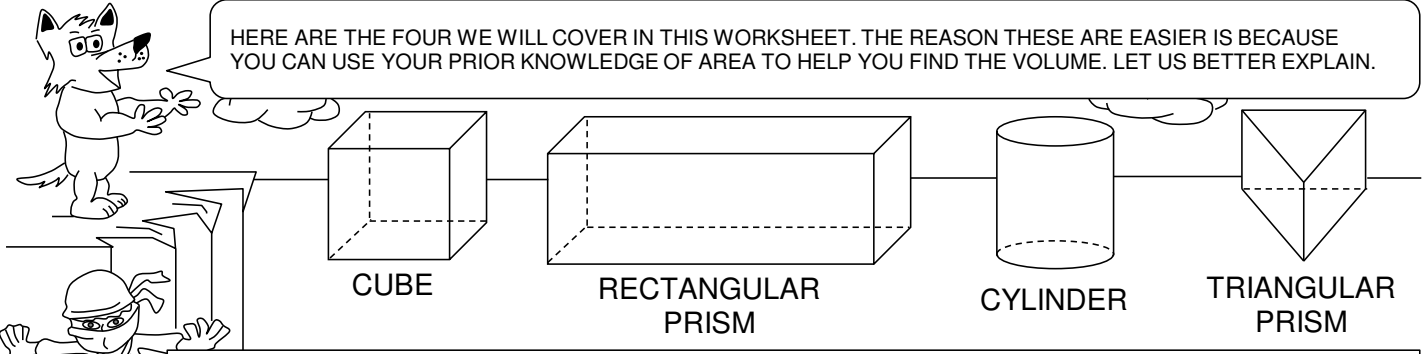 HERE ARE THE FOUR WE WILL COVER IN THIS WORKSHEET. THE REASON THESE ARE EASIER IS BECAUSE
YOU CAN USE YOUR PRIOR KNOWLEDGE OF AREA TO HELP YOU FIND THE VOLUME. LET US BETTER EXPLAIN.
CUBE
RECTANGULAR
PRISM
CYLINDER
TRIANGULAR
PRISM